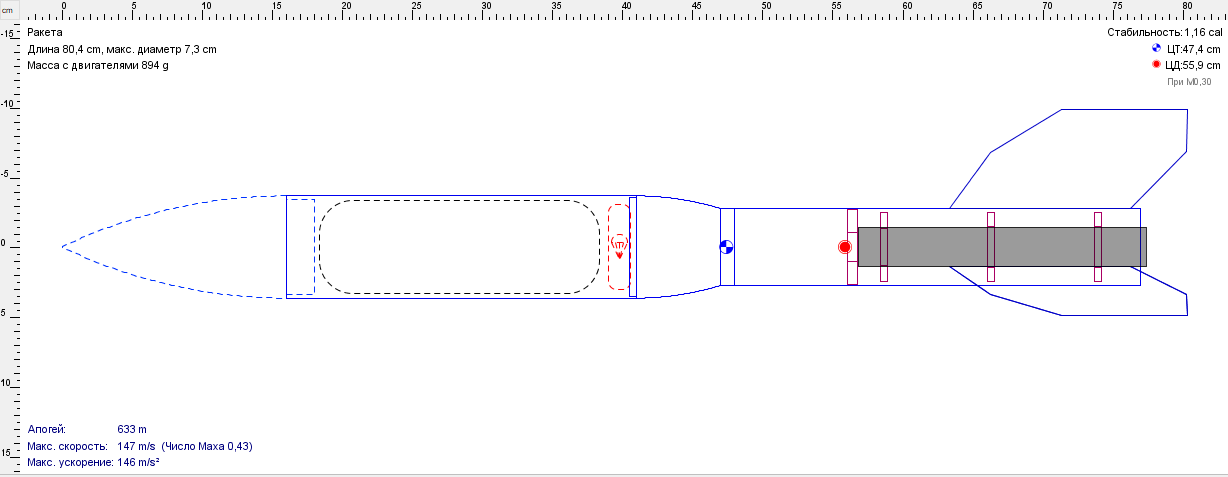 cm
0 5 10 15 20 25 30 35 40 45 50 55 60 65 70 75 80
-15
-10
-5
0
5
10
15
Ракета
Длина 80,4 cm, макс. диаметр 7,3 cm
Масса с двигателями 894 g
Стабильность:1,16 cal
ЦТ:47,4 cm
ЦД:55,9 cm
При М0,30
Апогей: 633 m
Макс. скорость: 147 m/s (Число Маха 0,43)
Макс. ускорение: 146 m/s²